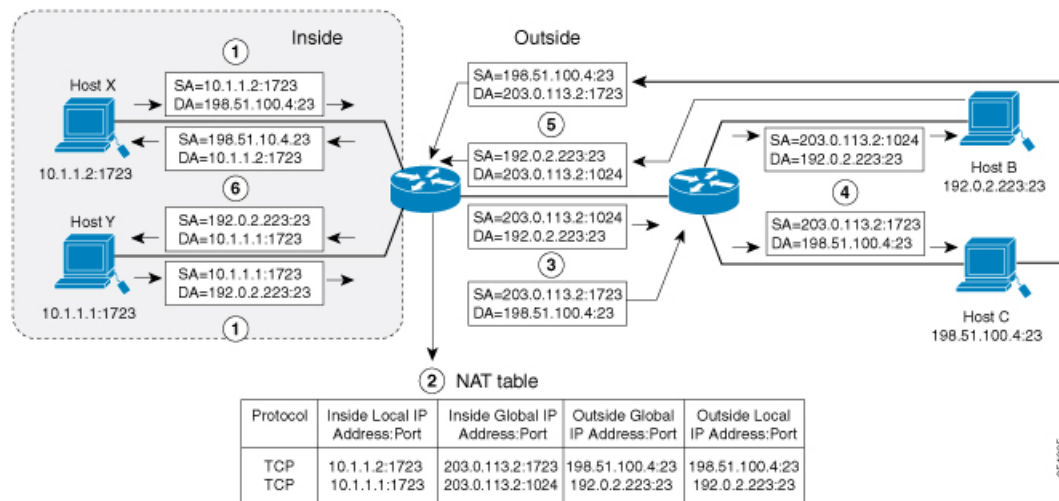 Inside
Outside
1
Host X
SA=10.1.1.2:1723
DA=198.51.100.4:23
SA=198.51.10.4.23
DA=10.1.1.2:1723
10.1.1.2:1723
6
Host Y
SA=192.0.2.223:23
DA=10.1.1.1:1723
SA=10.1.1.1:1723
DA=192.0.2.223:23
10.1.1.1:1723
1
SA=198.51.100.4:23
DA=203.0.113.2:1723
5
SA=192.0.2.223:23
DA=203.0.113.2:1024
SA=203.0.113.2:1024
DA=192.0.2.223:23
3
SA=203.0.113.2:1723
DA=198.51.100.4:23
SA=203.0.113.2:1024
DA=192.0.2.223:23
4
SA=203.0.113.2:1723
DA=198.51.100.4:23
Host B
192.0.2.223:23
Host C
198.51.100.4:23
2 NAT table
Protocol
Inside Local IP
Address:Port
Inside Global IP
Address:Port
Outside Global
IP Address:Port
Outside Local
IP Address:Port
TCP 10.1.1.2:1723 203.0.113.2:1723 198.51.100.4:23 198.51.100.4:23
TCP 10.1.1.1:1723 203.0.113.2:1024 192.0.2.223:23 192.0.2.223:23